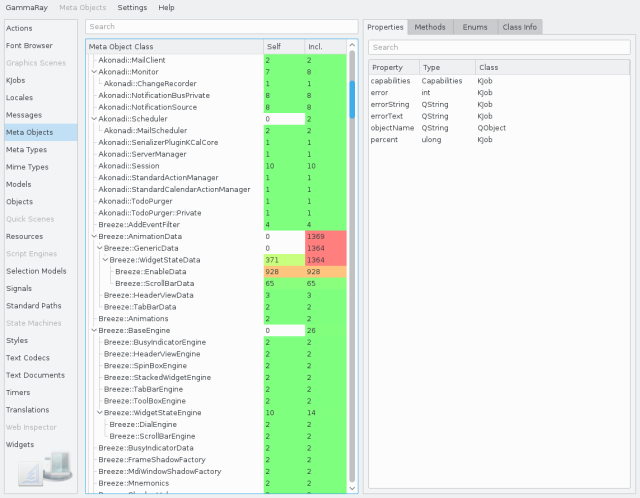 GammaRay Meta Objects Settings Help
Actions
Font Browser
Graphics Scenes
KJobs
Locales
Messages
Meta Objects
Meta Types
Mime Types
Models
Objects
Quick Scenes
Resources
Script Engines
Selection Models
Signals
Standard Paths
State Machines
Styles
Text Codecs
Text Documents
Timers
Translations
Web Inspector
Widgets
Search
Meta Object Class Self Incl.
Akonadi::MailClient 2 2
Akonadi::Monitor 7 8
Akonadi::ChangeRecorder 1 1
Akonadi::NotificationBusPrivate 8 8
Akonadi::NotificationSource 8 8
Akonadi::Scheduler 0 2
Akonadi::MailScheduler 2 2
Akonadi::SerializerPluginKCalCore 1 1
Akonadi::ServerManager 1 1
Akonadi::Session 10 10
Akonadi::StandardActionManager 1 1
Akonadi::StandardCalendarActionManager 1 1
Akonadi::TodoPurger 1 1
Akonadi::TodoPurger::Private 1 1
Breeze::AddEventFilter 4 4
Breeze::AnimationData 0 1369
Breeze::GenericData 0 1364
Breeze::WidgetStateData 371 1364
Breeze::EnableData 928 928
Breeze::ScrollBarData 65 65
Breeze::HeaderViewData 3 3
Breeze::TabBarData 2 2
Breeze::Animations 2 2
Breeze::BaseEngine 0 26
Breeze::BusyIndicatorEngine 2 2
Breeze::HeaderViewEngine 2 2
Breeze::SpinBoxEngine 2 2
Breeze::StackedWidgetEngine 2 2
Breeze::TabBarEngine 2 2
Breeze::ToolBoxEngine 2 2
Breeze::WidgetStateEngine 10 14
Breeze::DialEngine 2 2
Breeze::ScrollBarEngine 2 2
Breeze::BusyIndicatorData 2 2
Breeze::FrameShadowFactory 2 2
Breeze::MdiWindowShadowFactory 2 2
Breeze::Mnemonics 2 2
Properties Methods Enums Class Info
Search
Property Type Class
capabilities Capabilities KJob
error int KJob
errorString QString KJob
errorText QString KJob
objectName QString QObject
percent ulong KJob